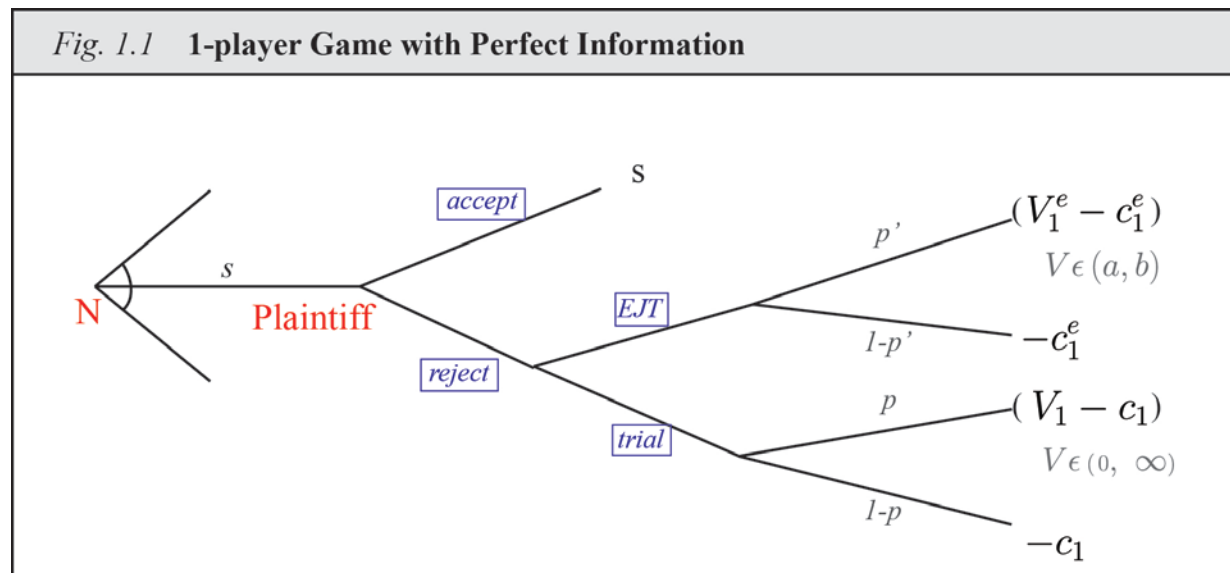 Fig. 1.1 1-player Game with Perfect Information
s
accept
(V₁ᵉ − c₁ᵉ)
p’
V ϵ (a, b)
s
N
Plaintiff
EJT
−c₁ᵉ
1-p’
reject
p
(V₁ − c₁)
trial
V ϵ (0, ∞)
1-p
−c₁